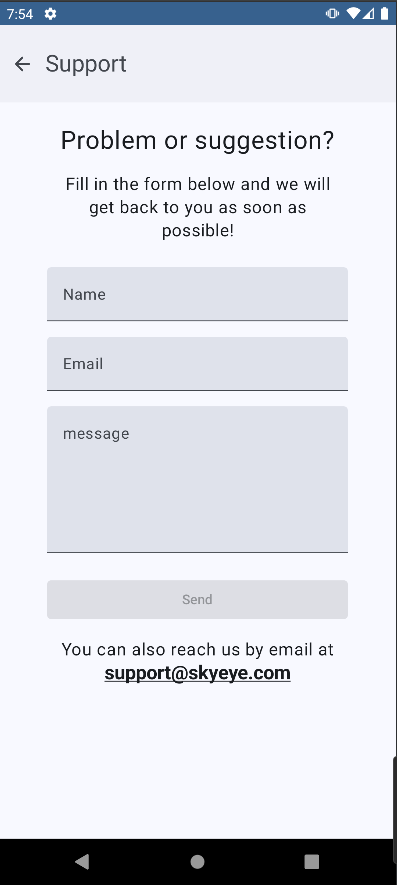 7:54
Support
Problem or suggestion?
Fill in the form below and we will
get back to you as soon as
possible!
Name
Email
message
Send
You can also reach us by email at
support@skyeye.com